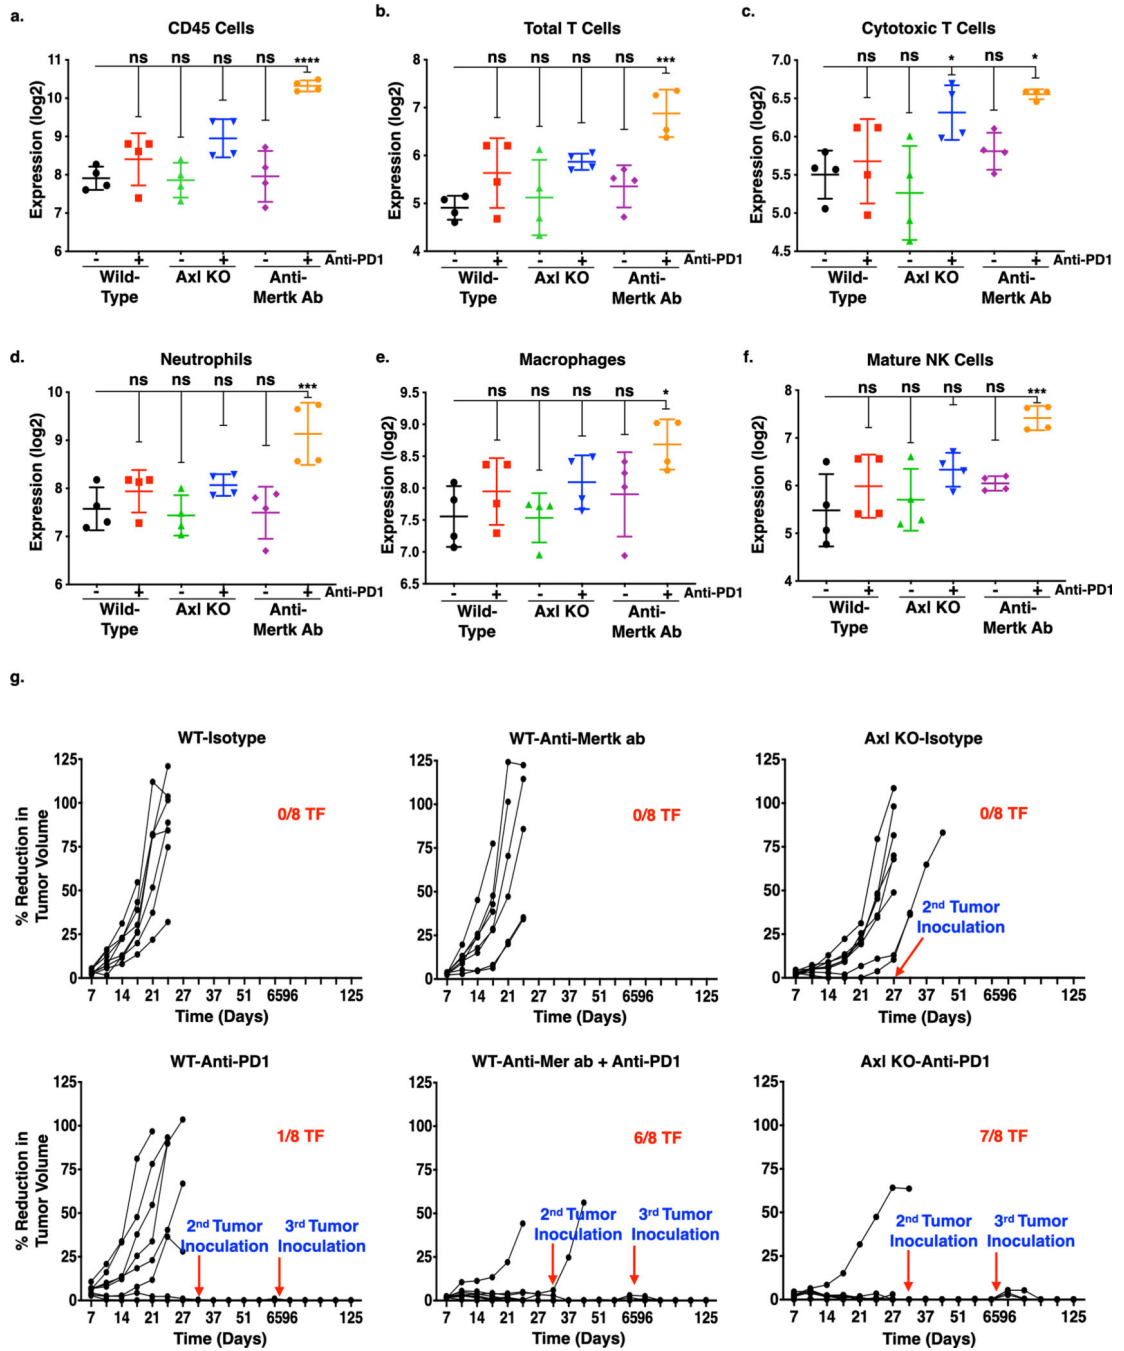 a.
CD45 Cells
ns ns ns ns ****
Expression (log2)
11
10
9
8
7
6
- + - + - + Anti-PD1
Wild-Type Axl KO Anti-Mertk Ab
b.
Total T Cells
ns ns ns ns ***
Expression (log2)
8
7
6
5
4
- + - + - + Anti-PD1
Wild-Type Axl KO Anti-Mertk Ab
c.
Cytotoxic T Cells
ns ns * ns *
Expression (log2)
7.0
6.5
6.0
5.5
5.0
4.5
- + - + - + Anti-PD1
Wild-Type Axl KO Anti-Mertk Ab
d.
Neutrophils
ns ns ns ns ***
Expression (log2)
10
9
8
7
6
- + - + - + Anti-PD1
Wild-Type Axl KO Anti-Mertk Ab
e.
Macrophages
ns ns ns ns *
Expression (log2)
9.5
9.0
8.5
8.0
7.5
7.0
6.5
- + - + - + Anti-PD1
Wild-Type Axl KO Anti-Mertk Ab
f.
Mature NK Cells
ns ns ns ns ***
Expression (log2)
8
7
6
5
4
- + - + - + Anti-PD1
Wild-Type Axl KO Anti-Mertk Ab
g.
WT-Isotype
% Reduction in
Tumor Volume
125
100
75
50
25
0
0/8 TF
7 14 21 27 37 51 6596 125
Time (Days)
WT-Anti-Mertk ab
125
100
75
50
25
0
0/8 TF
7 14 21 27 37 51 6596 125
Time (Days)
Axl KO-Isotype
125
100
75
50
25
0
0/8 TF
2nd Tumor
Inoculation
7 14 21 27 37 51 6596 125
Time (Days)
WT-Anti-PD1
% Reduction in
Tumor Volume
125
100
75
50
25
0
1/8 TF
2nd Tumor
Inoculation
3rd Tumor
Inoculation
7 14 21 27 37 51 6596 125
Time (Days)
WT-Anti-Mer ab + Anti-PD1
125
100
75
50
25
0
6/8 TF
2nd Tumor
Inoculation
3rd Tumor
Inoculation
7 14 21 27 37 51 6596 125
Time (Days)
Axl KO-Anti-PD1
125
100
75
50
25
0
7/8 TF
2nd Tumor
Inoculation
3rd Tumor
Inoculation
7 14 21 27 37 51 6596 125
Time (Days)